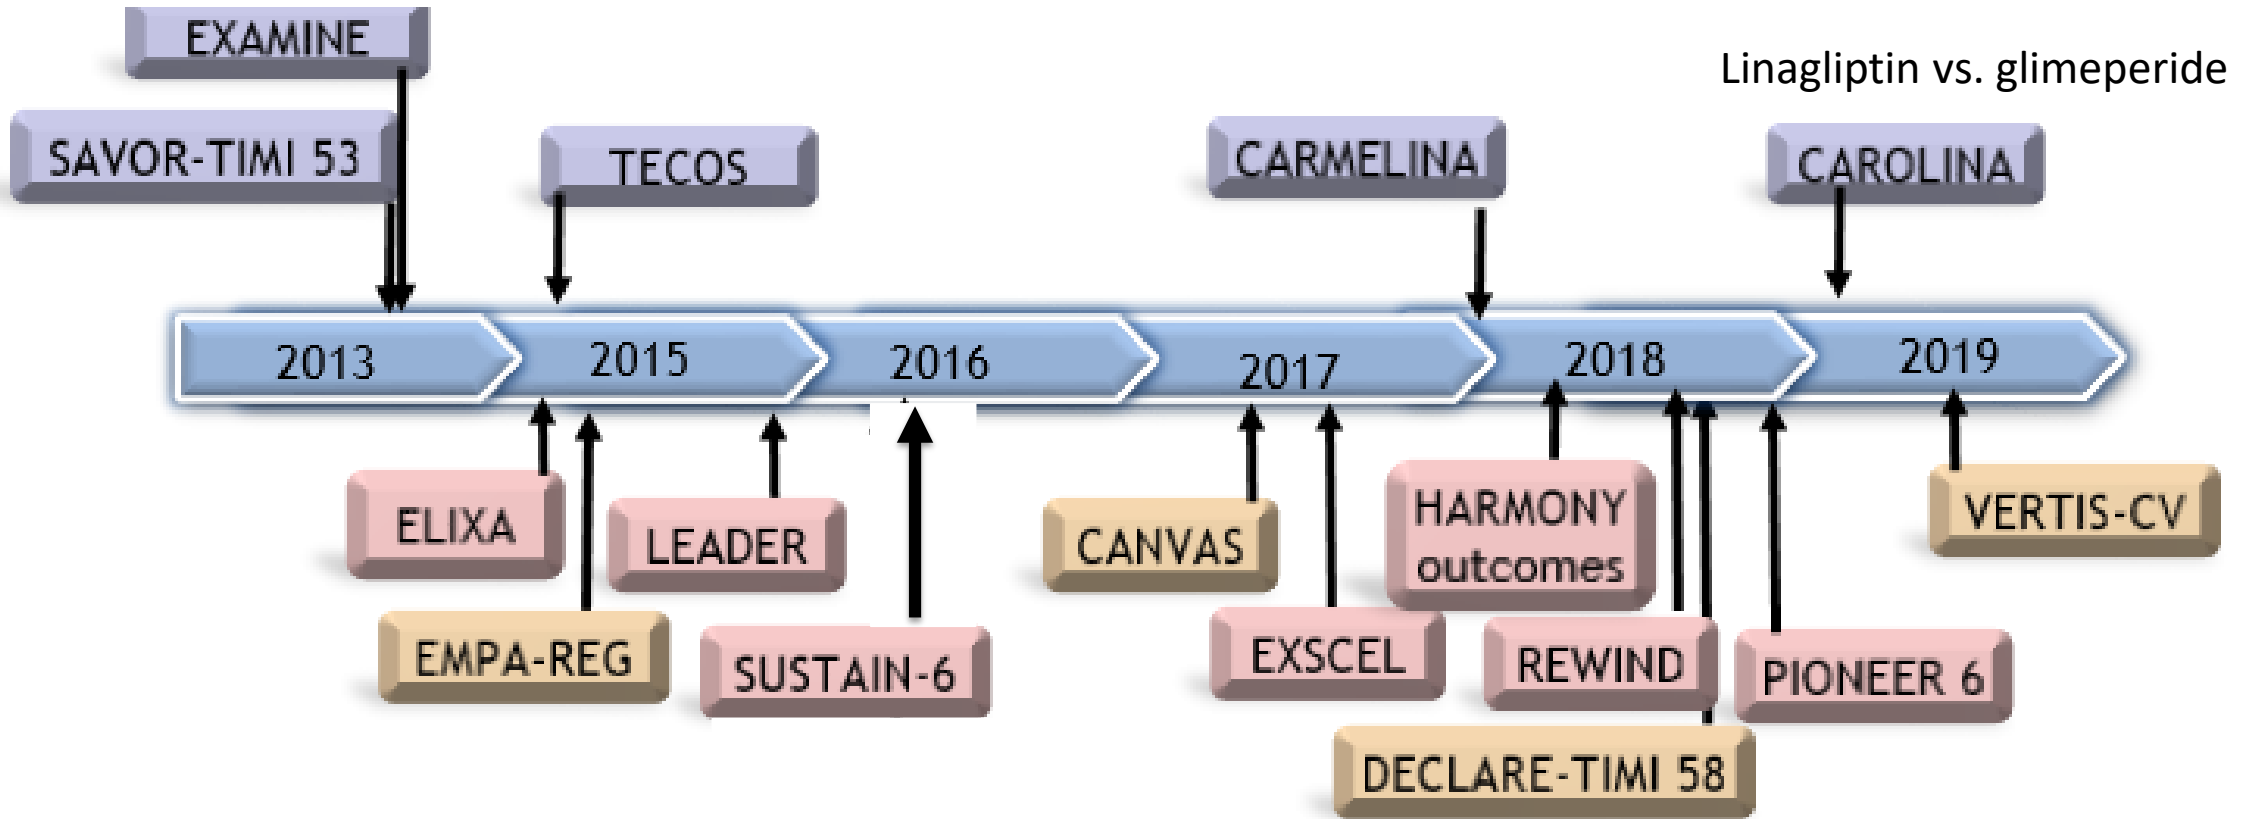 EXAMINE
Linagliptin vs. glimeperide
SAVOR-TIMI 53
TECOS
CARMELINA
CAROLINA
2013
2015
2016
2017
2018
2019
ELIXA
LEADER
CANVAS
HARMONY
outcomes
VERTIS-CV
EMPA-REG
SUSTAIN-6
EXSCEL
REWIND
PIONEER 6
DECLARE-TIMI 58